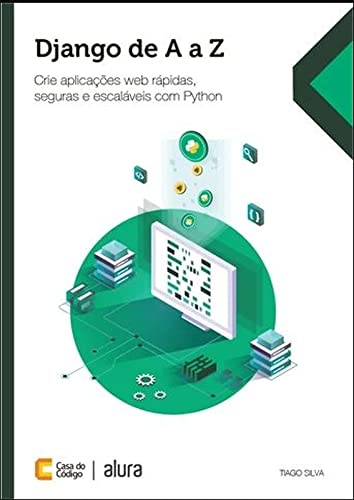 Django de A a Z
Crie aplicações web rápidas,
seguras e escaláveis com Python
Casa do
Código
alura
TIAGO SILVA